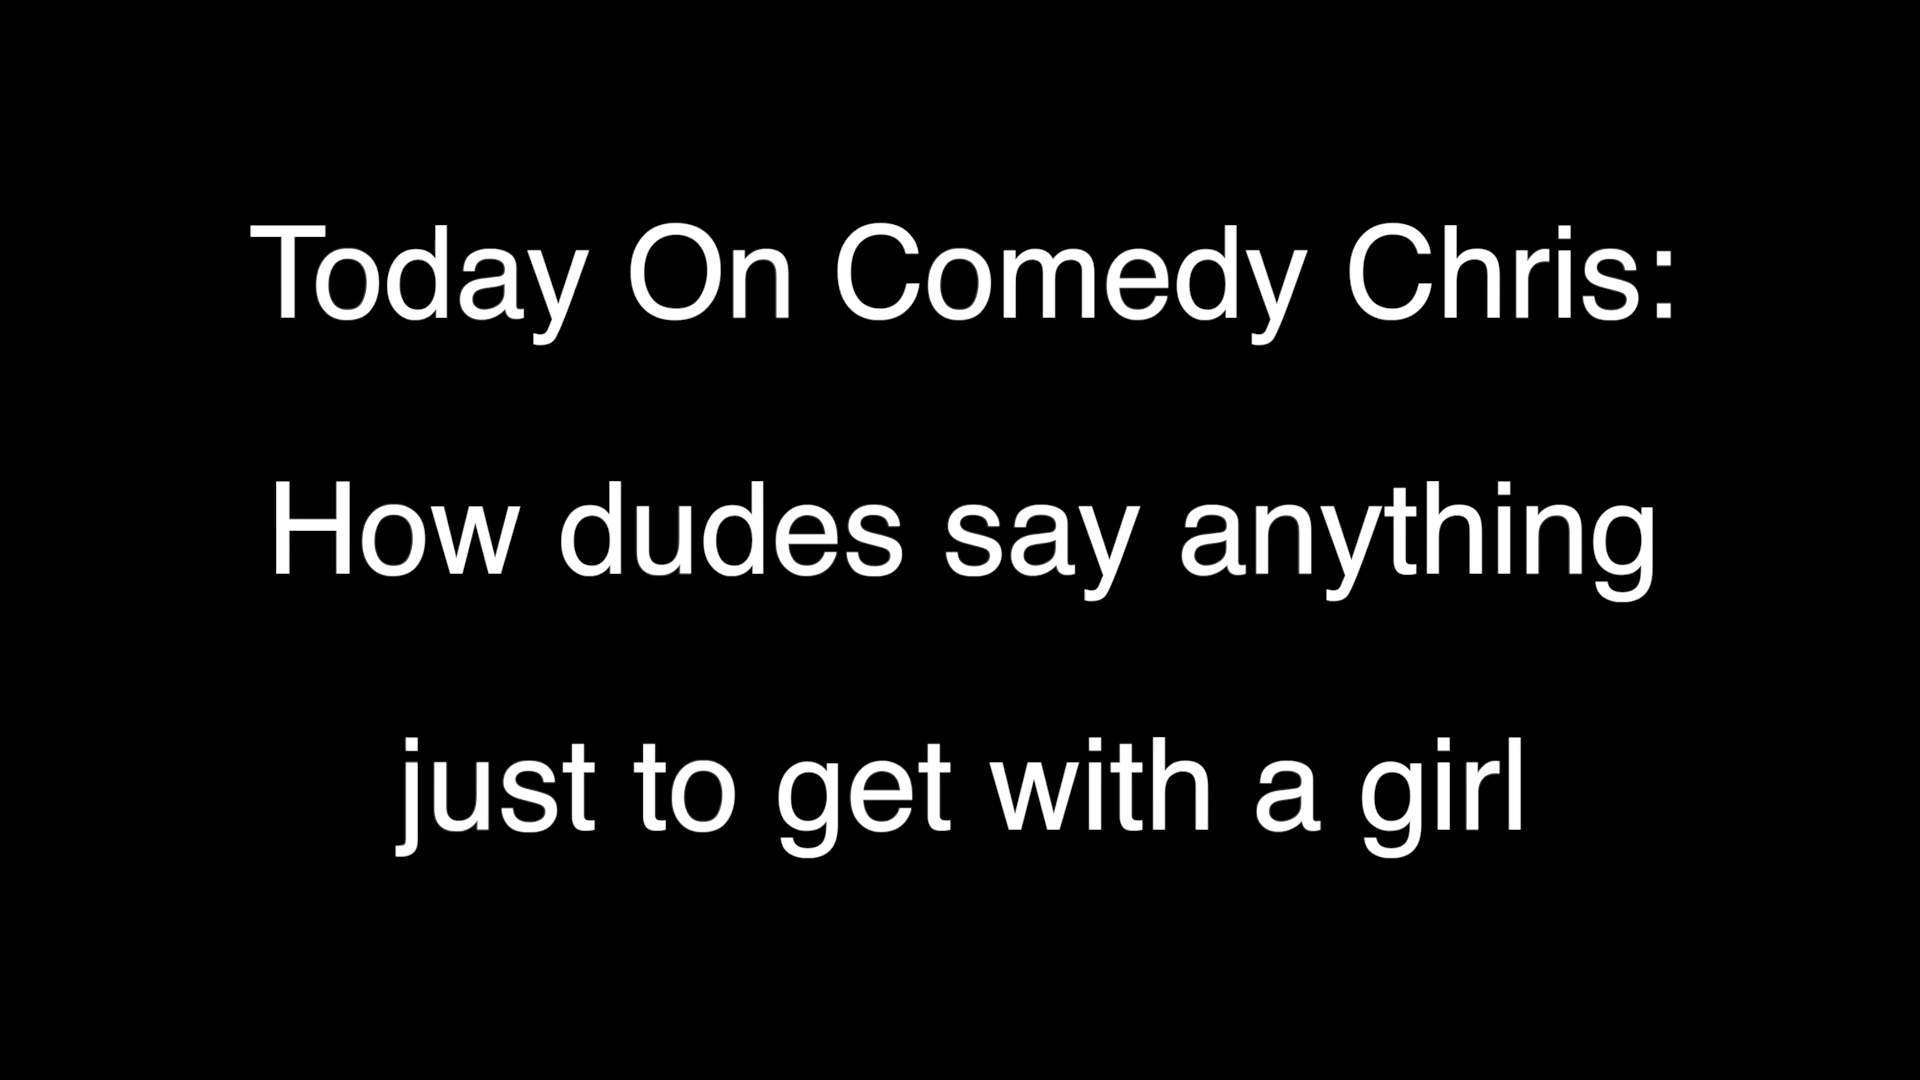 Today On Comedy Chris:
How dudes say anything
just to get with a girl